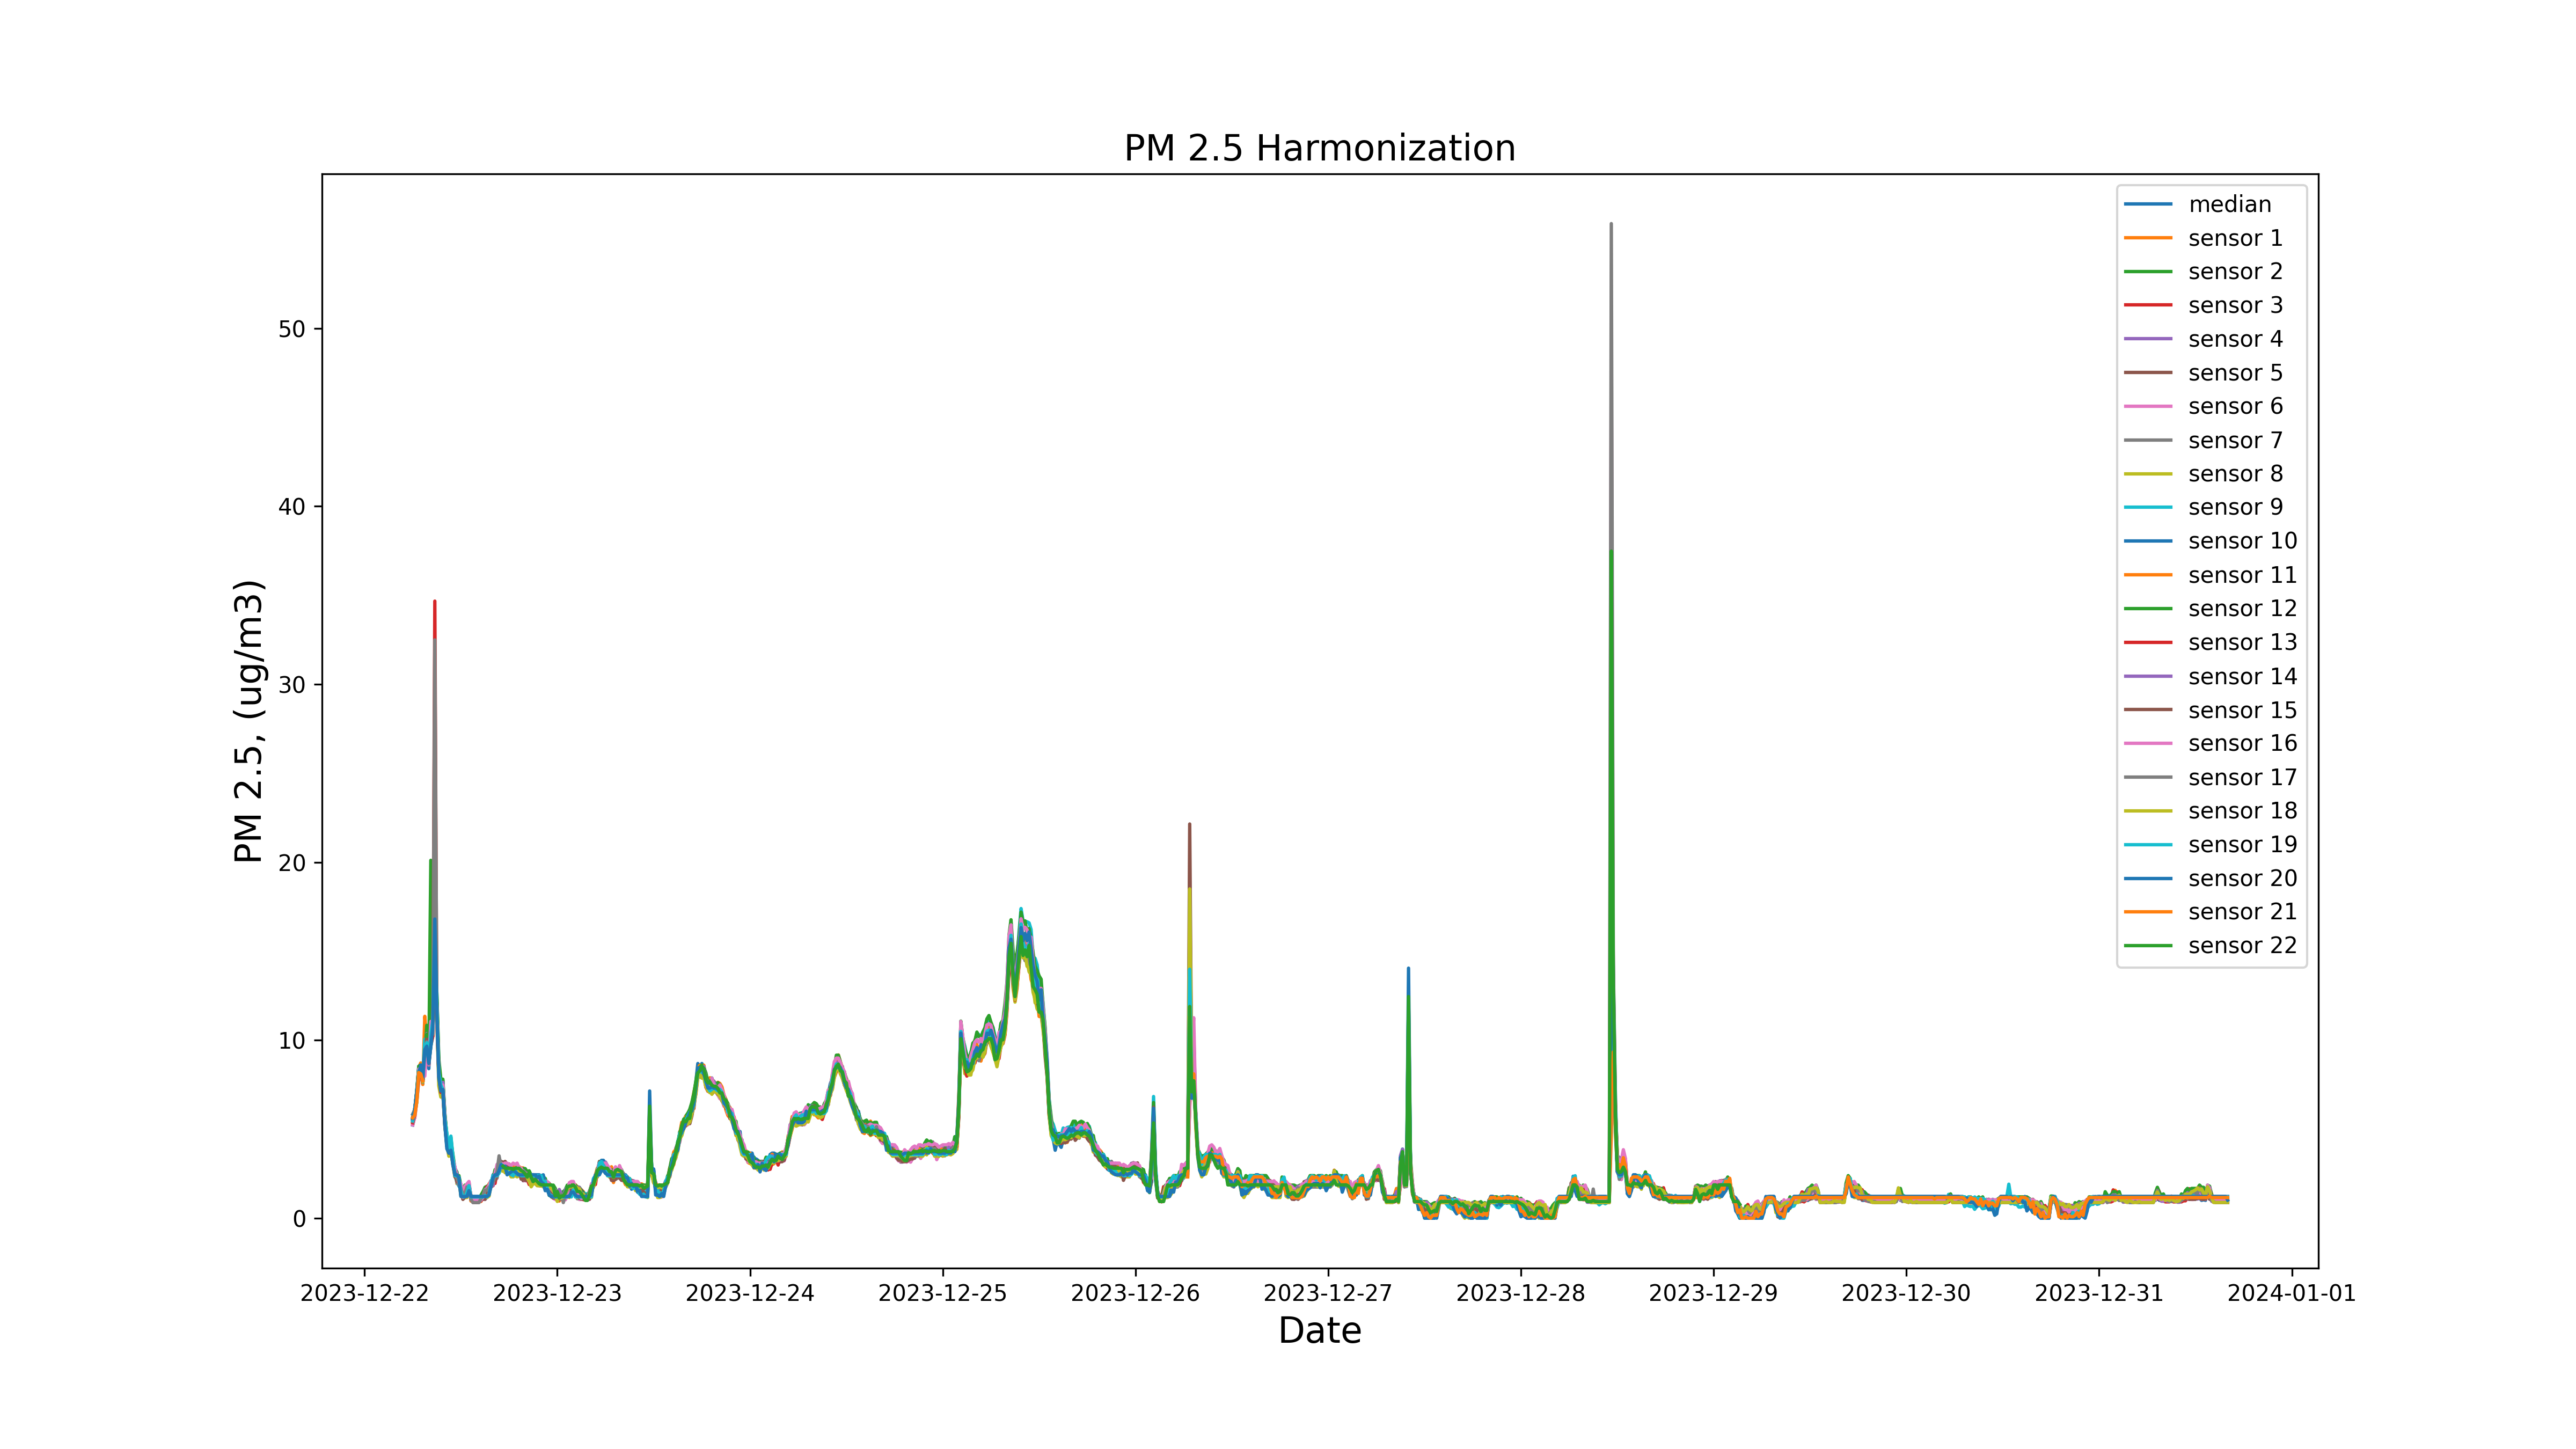 PM 2.5 Harmonization
PM 2.5, (ug/m3)
50
40
30
20
10
0
median
sensor 1
sensor 2
sensor 3
sensor 4
sensor 5
sensor 6
sensor 7
sensor 8
sensor 9
sensor 10
sensor 11
sensor 12
sensor 13
sensor 14
sensor 15
sensor 16
sensor 17
sensor 18
sensor 19
sensor 20
sensor 21
sensor 22
2023-12-22 2023-12-23 2023-12-24 2023-12-25 2023-12-26 2023-12-27 2023-12-28 2023-12-29 2023-12-30 2023-12-31 2024-01-01
Date